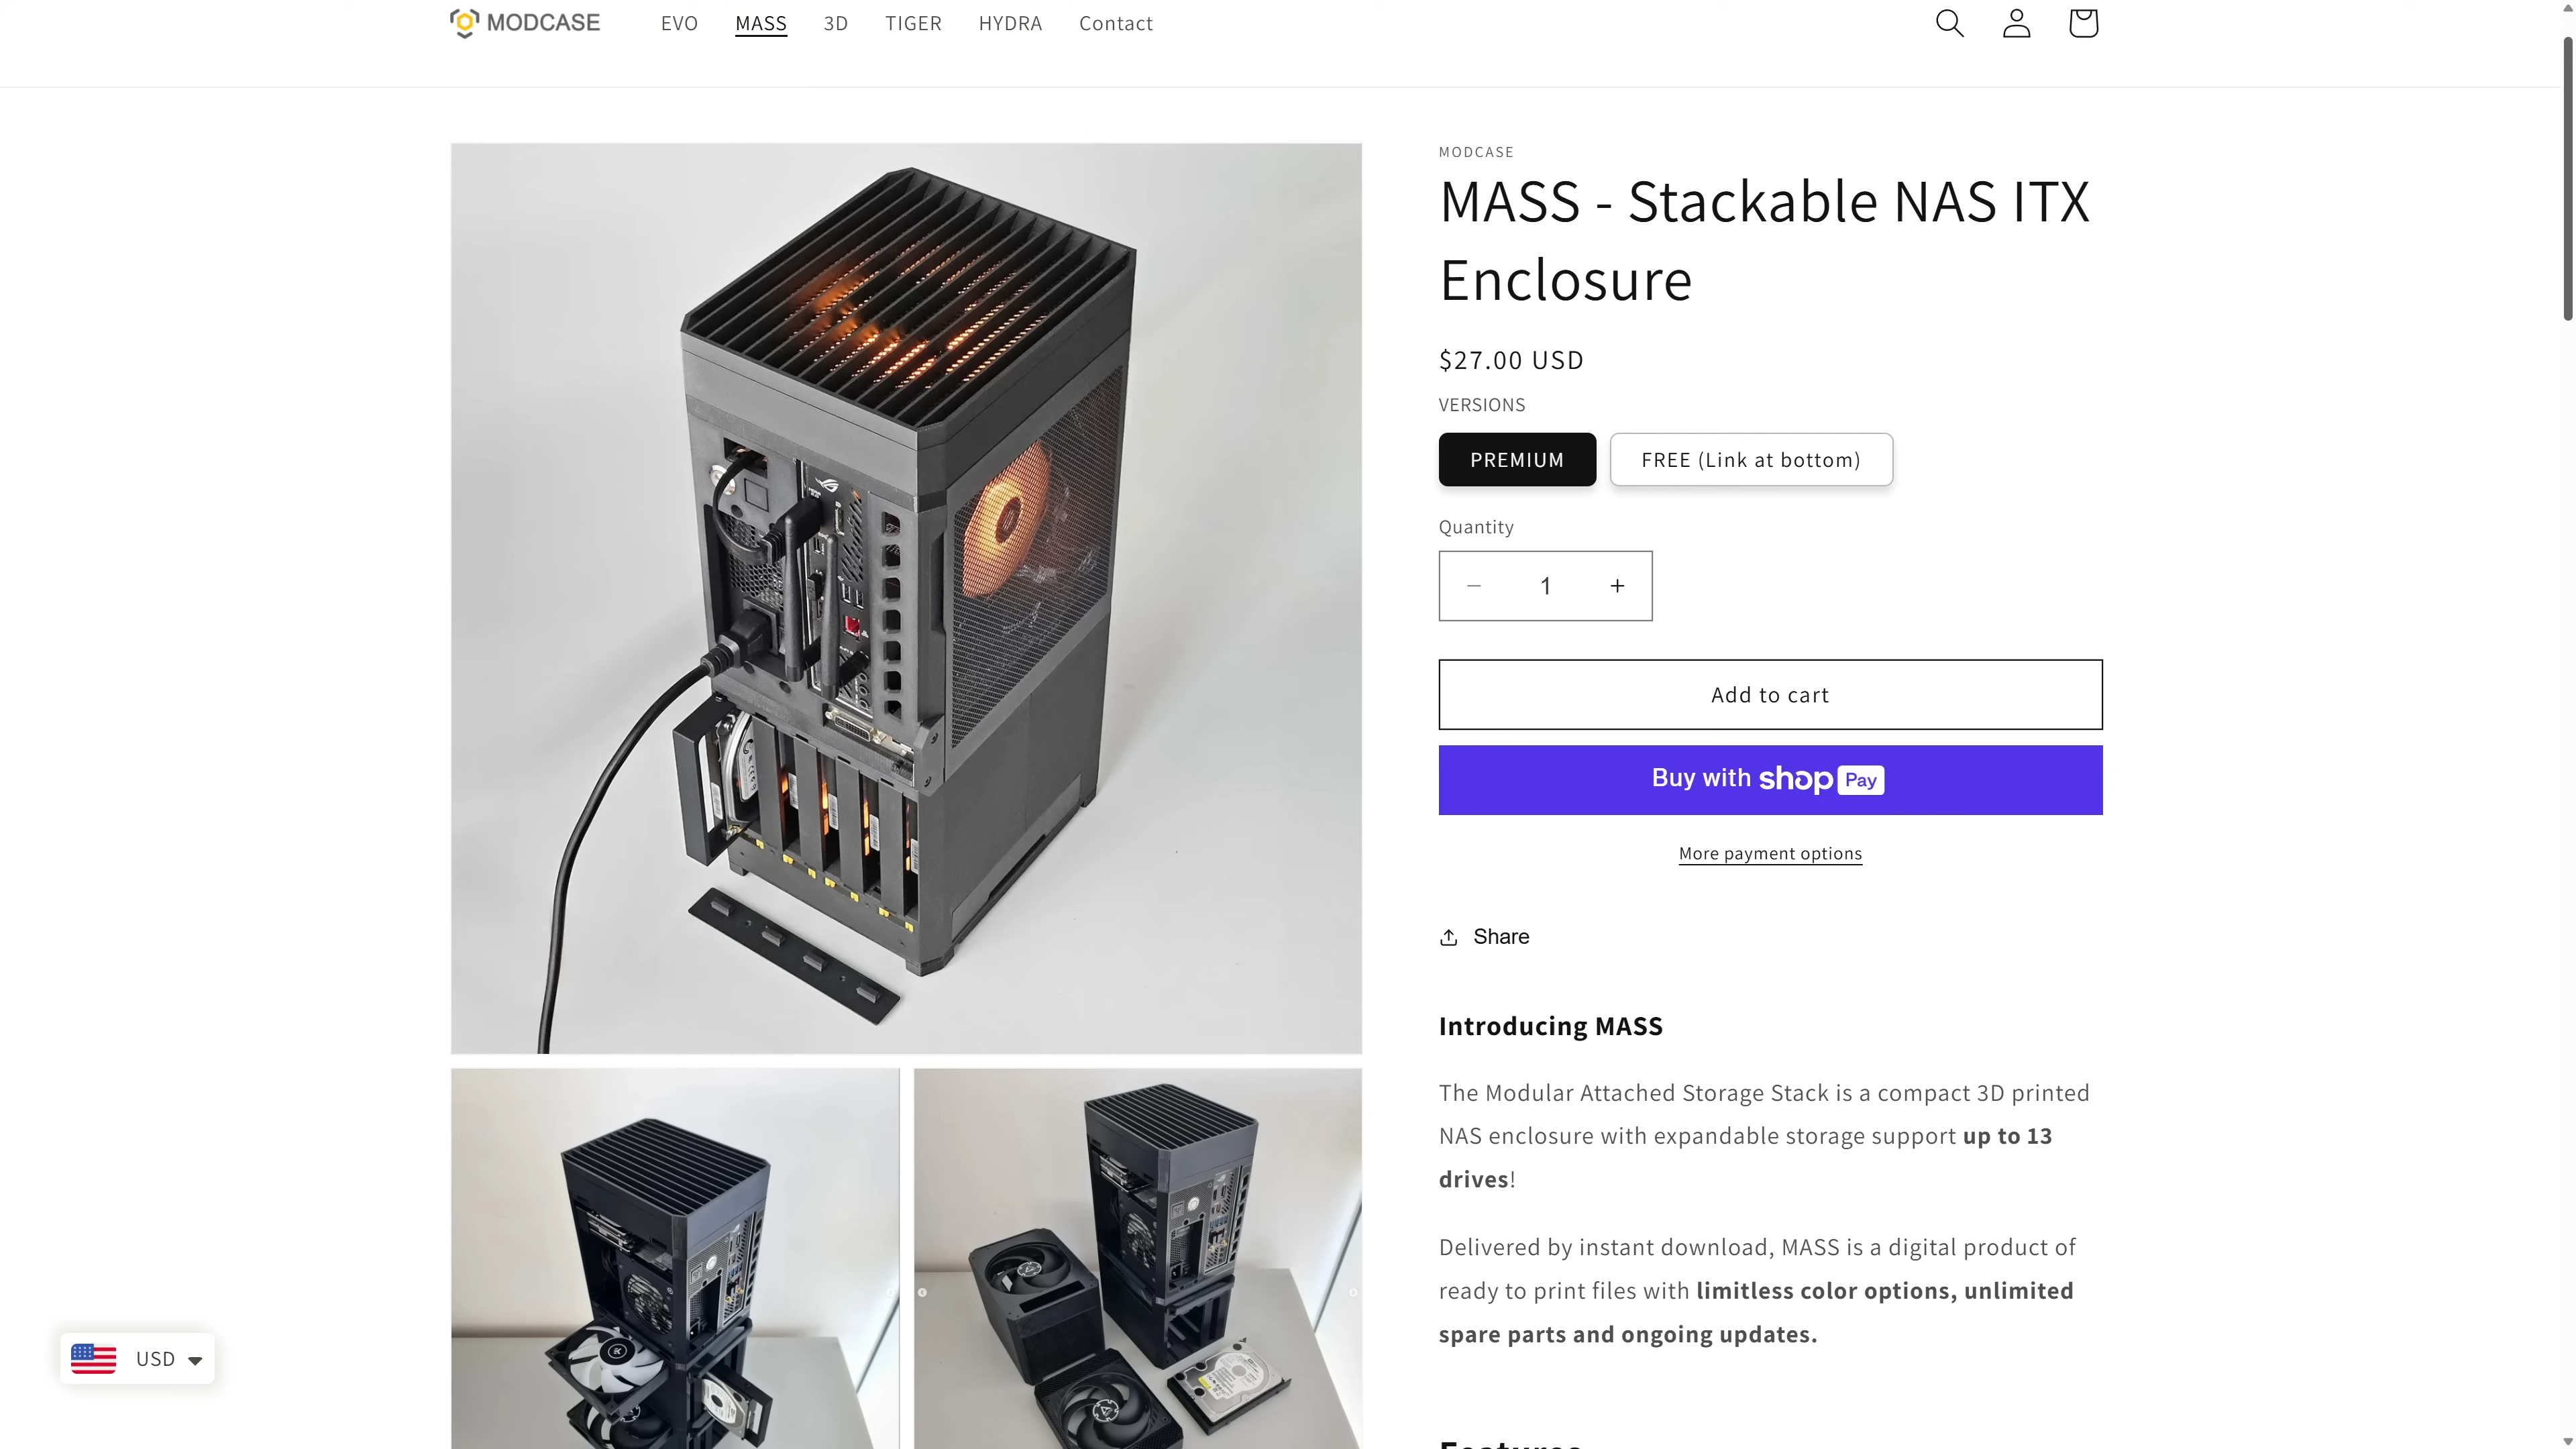 MODCASE
EVO
MASS
3D
TIGER
HYDRA
Contact
MODCASE
MASS - Stackable NAS ITX
Enclosure
$27.00 USD
VERSIONS
PREMIUM
FREE (Link at bottom)
Quantity
1
Add to cart
Buy with shop Pay
More payment options
Share
Introducing MASS
The Modular Attached Storage Stack is a compact 3D printed
NAS enclosure with expandable storage support up to 13
drives!
Delivered by instant download, MASS is a digital product of
ready to print files with limitless color options, unlimited
spare parts and ongoing updates.
Features
USD